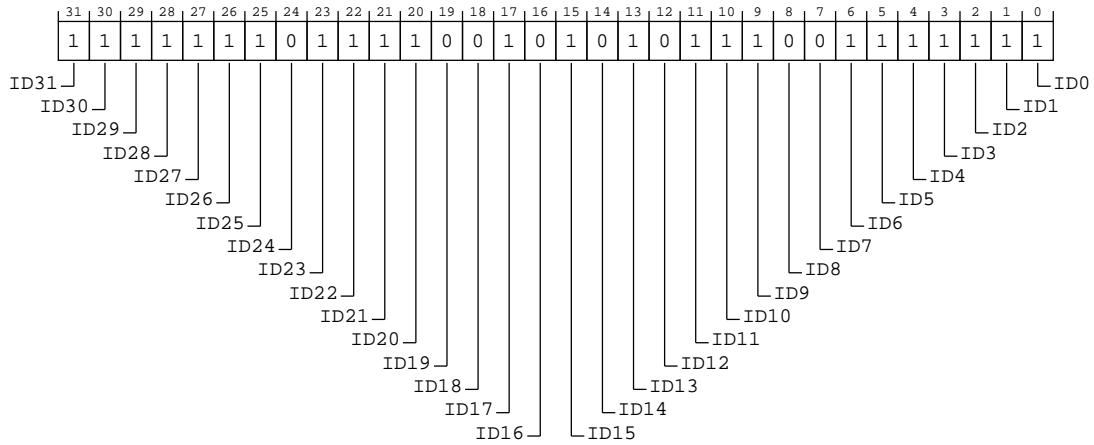 31 30 29 28 27 26 25 24 23 22 21 20 19 18 17 16 15 14 13 12 11 10 9 8 7 6 5 4 3 2 1 0
1 1 1 1 1 1 1 0 1 1 1 1 0 0 1 0 1 0 1 0 1 1 1 0 0 1 1 1 1 1 1 1
ID31 ID0
ID30 ID1
ID29 ID2
ID28 ID3
ID27 ID4
ID26 ID5
ID25 ID6
ID24 ID7
ID23 ID8
ID22 ID9
ID21 ID10
ID20 ID11
ID19 ID12
ID18 ID13
ID17 ID14
ID16 ID15